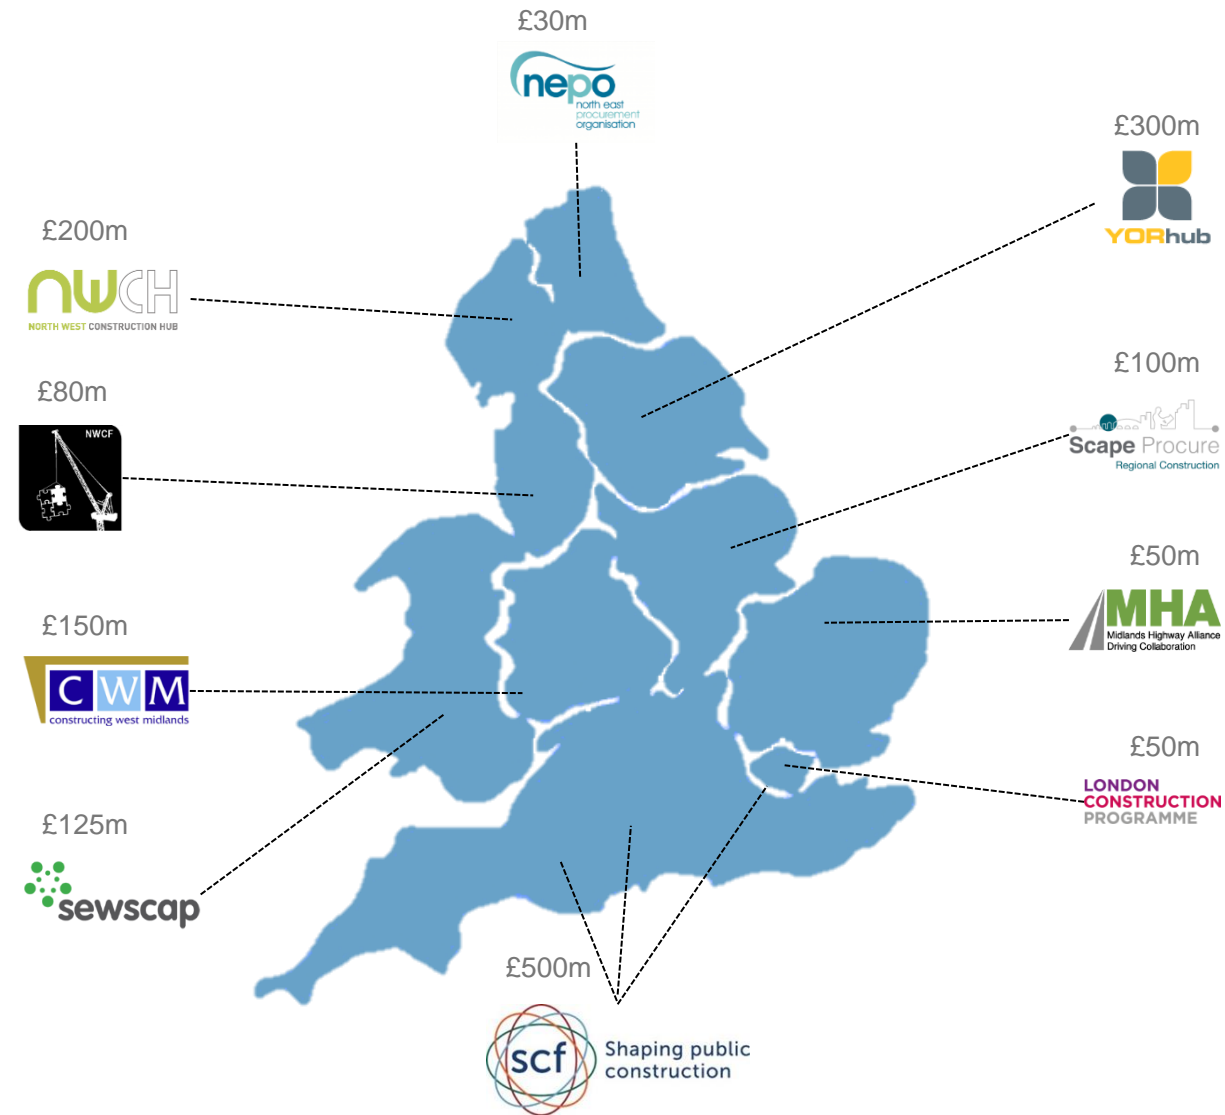 £30m
nepo
north east
procurement
organisation
£300m
YORhub
£200m
nwCH
NORTH WEST CONSTRUCTION HUB
£100m
Scape Procure
Regional Construction
£80m
NWCF
£50m
MHA
Midlands Highway Alliance
Driving Collaboration
£150m
CWM
constructing west midlands
£50m
LONDON
CONSTRUCTION
PROGRAMME
£125m
sewscap
£500m
scf
Shaping public
construction